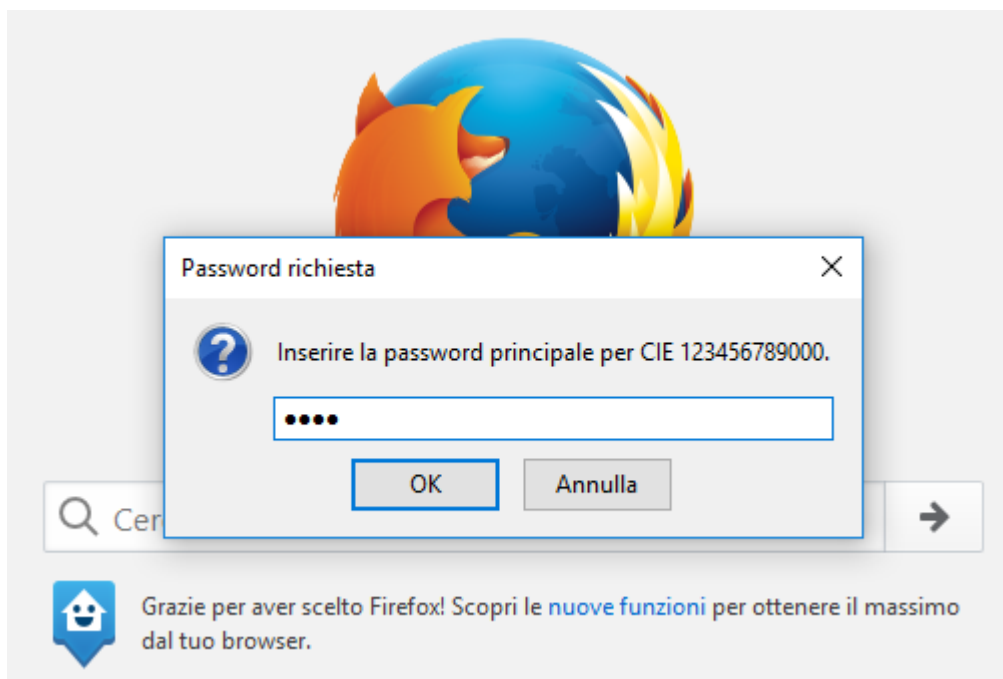 Password richiesta
Inserire la password principale per CIE 123456789000.
••••
OK
Annulla
Cer
Grazie per aver scelto Firefox! Scopri le nuove funzioni per ottenere il massimo
dal tuo browser.